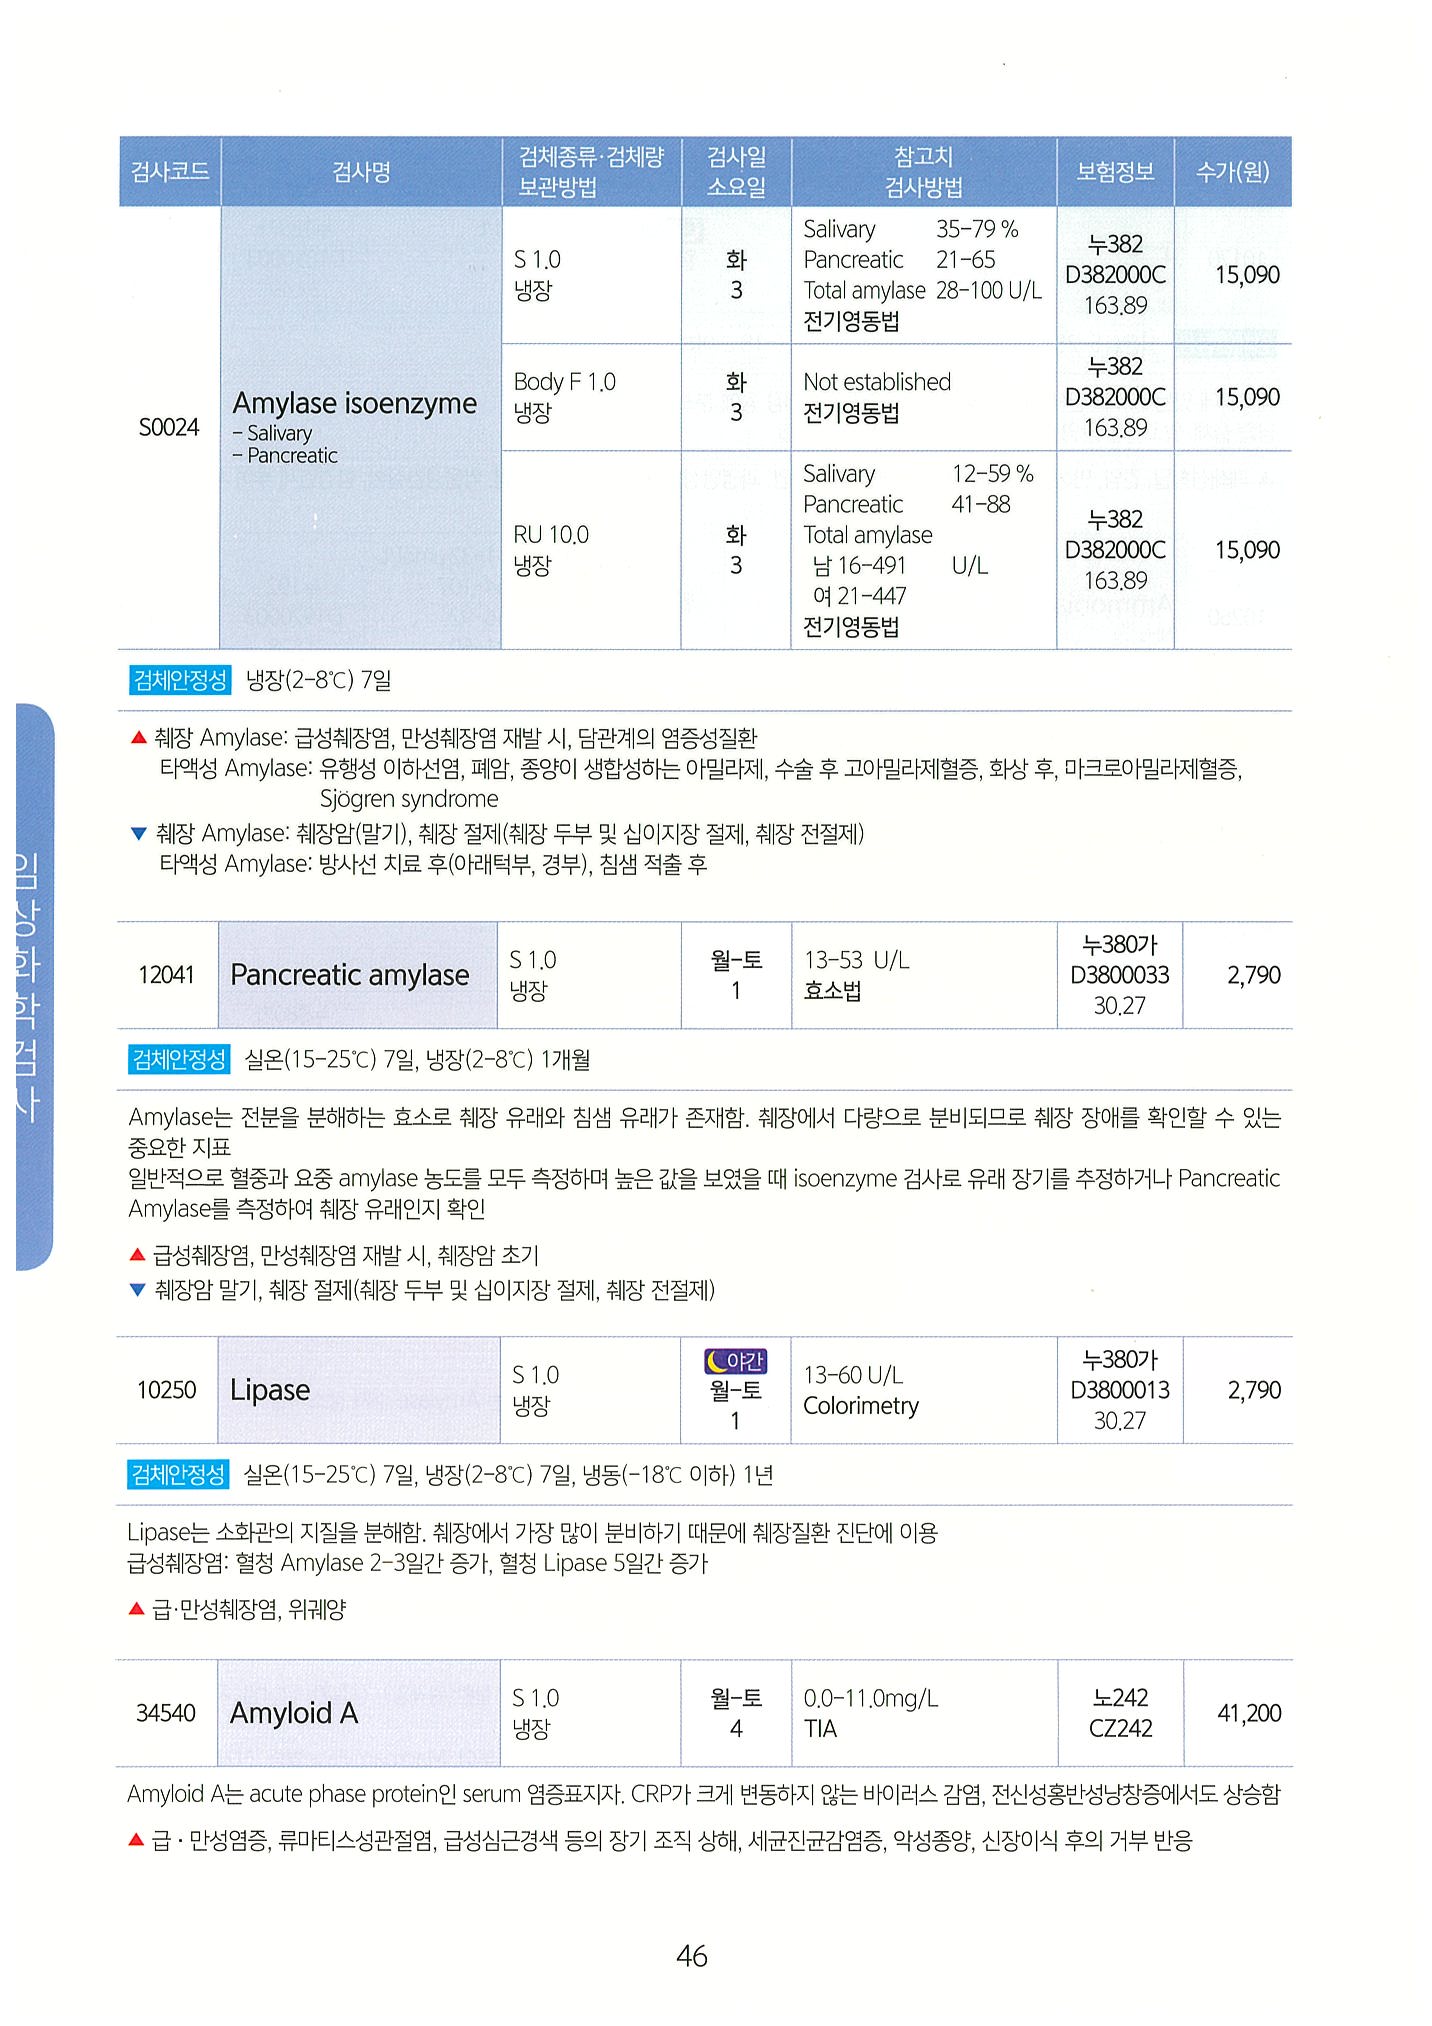 검사코드 검사명 검체종류·검체량 보관방법 검사일 소요일 참고치 검사방법 보험정보 수가(원)
S0024
Amylase isoenzyme
- Salivary
- Pancreatic
S 1.0
냉장
화
3
Salivary 35-79 %
Pancreatic 21-65
Total amylase 28-100 U/L
전기영동법
누382
D382000C
163.89
15,090
Body F 1.0
냉장
화
3
Not established
전기영동법
누382
D382000C
163.89
15,090
RU 10.0
냉장
화
3
Salivary 12-59 %
Pancreatic 41-88
Total amylase
남 16-491 U/L
여 21-447
전기영동법
누382
D382000C
163.89
15,090
검체안정성 냉장(2-8℃) 7일
▲ 췌장 Amylase: 급성췌장염, 만성췌장염 재발 시, 담관계의 염증성질환
타액성 Amylase: 유행성 이하선염, 폐암, 종양이 생합성하는 아밀라제, 수술 후 고아밀라제혈증, 화상 후, 마크로아밀라제혈증,
Sjögren syndrome
▼ 췌장 Amylase: 췌장암(말기), 췌장 절제(췌장 두부 및 십이지장 절제, 췌장 전절제)
타액성 Amylase: 방사선 치료 후(아래턱부, 경부), 침샘 적출 후
12041
Pancreatic amylase
S 1.0
냉장
월-토
1
13-53 U/L
효소법
누380가
D3800033
30.27
2,790
검체안정성 실온(15-25℃) 7일, 냉장(2-8℃) 1개월
Amylase는 전분을 분해하는 효소로 췌장 유래와 침샘 유래가 존재함. 췌장에서 다량으로 분비되므로 췌장 장애를 확인할 수 있는
중요한 지표
일반적으로 혈중과 요중 amylase 농도를 모두 측정하며 높은 값을 보였을 때 isoenzyme 검사로 유래 장기를 추정하거나 Pancreatic
Amylase를 측정하여 췌장 유래인지 확인
▲ 급성췌장염, 만성췌장염 재발 시, 췌장암 초기
▼ 췌장암 말기, 췌장 절제(췌장 두부 및 십이지장 절제, 췌장 전절제)
10250
Lipase
S 1.0
냉장
야간
월-토
1
13-60 U/L
Colorimetry
누380가
D3800013
30.27
2,790
검체안정성 실온(15-25℃) 7일, 냉장(2-8℃) 7일, 냉동(-18℃ 이하) 1년
Lipase는 소화관의 지질을 분해함. 췌장에서 가장 많이 분비하기 때문에 췌장질환 진단에 이용
급성췌장염: 혈청 Amylase 2-3일간 증가, 혈청 Lipase 5일간 증가
▲ 급·만성췌장염, 위궤양
34540
Amyloid A
S 1.0
냉장
월-토
4
0.0-11.0mg/L
TIA
노242
CZ242
41,200
Amyloid A는 acute phase protein인 serum 염증표지자. CRP가 크게 변동하지 않는 바이러스 감염, 전신성홍반성낭창증에서도 상승함
▲ 급·만성염증, 류마티스성관절염, 급성심근경색 등의 장기 조직 상해, 세균진균감염증, 악성종양, 신장이식 후의 거부 반응
임상화학검사
46